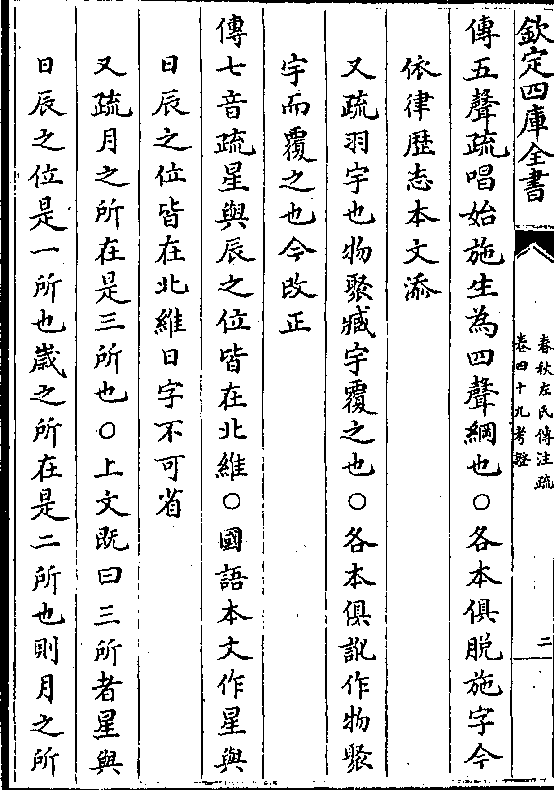 欽定四庫全書
春秋左氏傳注疏
卷四十九考證
二
傳五聲疏唱始施生為四聲綱也○各本俱脫施字今
依律歷志本文添
又疏羽宇也物聚臧宇覆之也○各本俱訛作物聚
宇而覆之也今改正
傳七音疏星與辰之位皆在北維○國語本文作星與
日辰之位皆在北維日字不可省
又疏月之所在是三所也○上文既曰三所者星與
日辰之位是一所也歲之所在是二所也則月之所